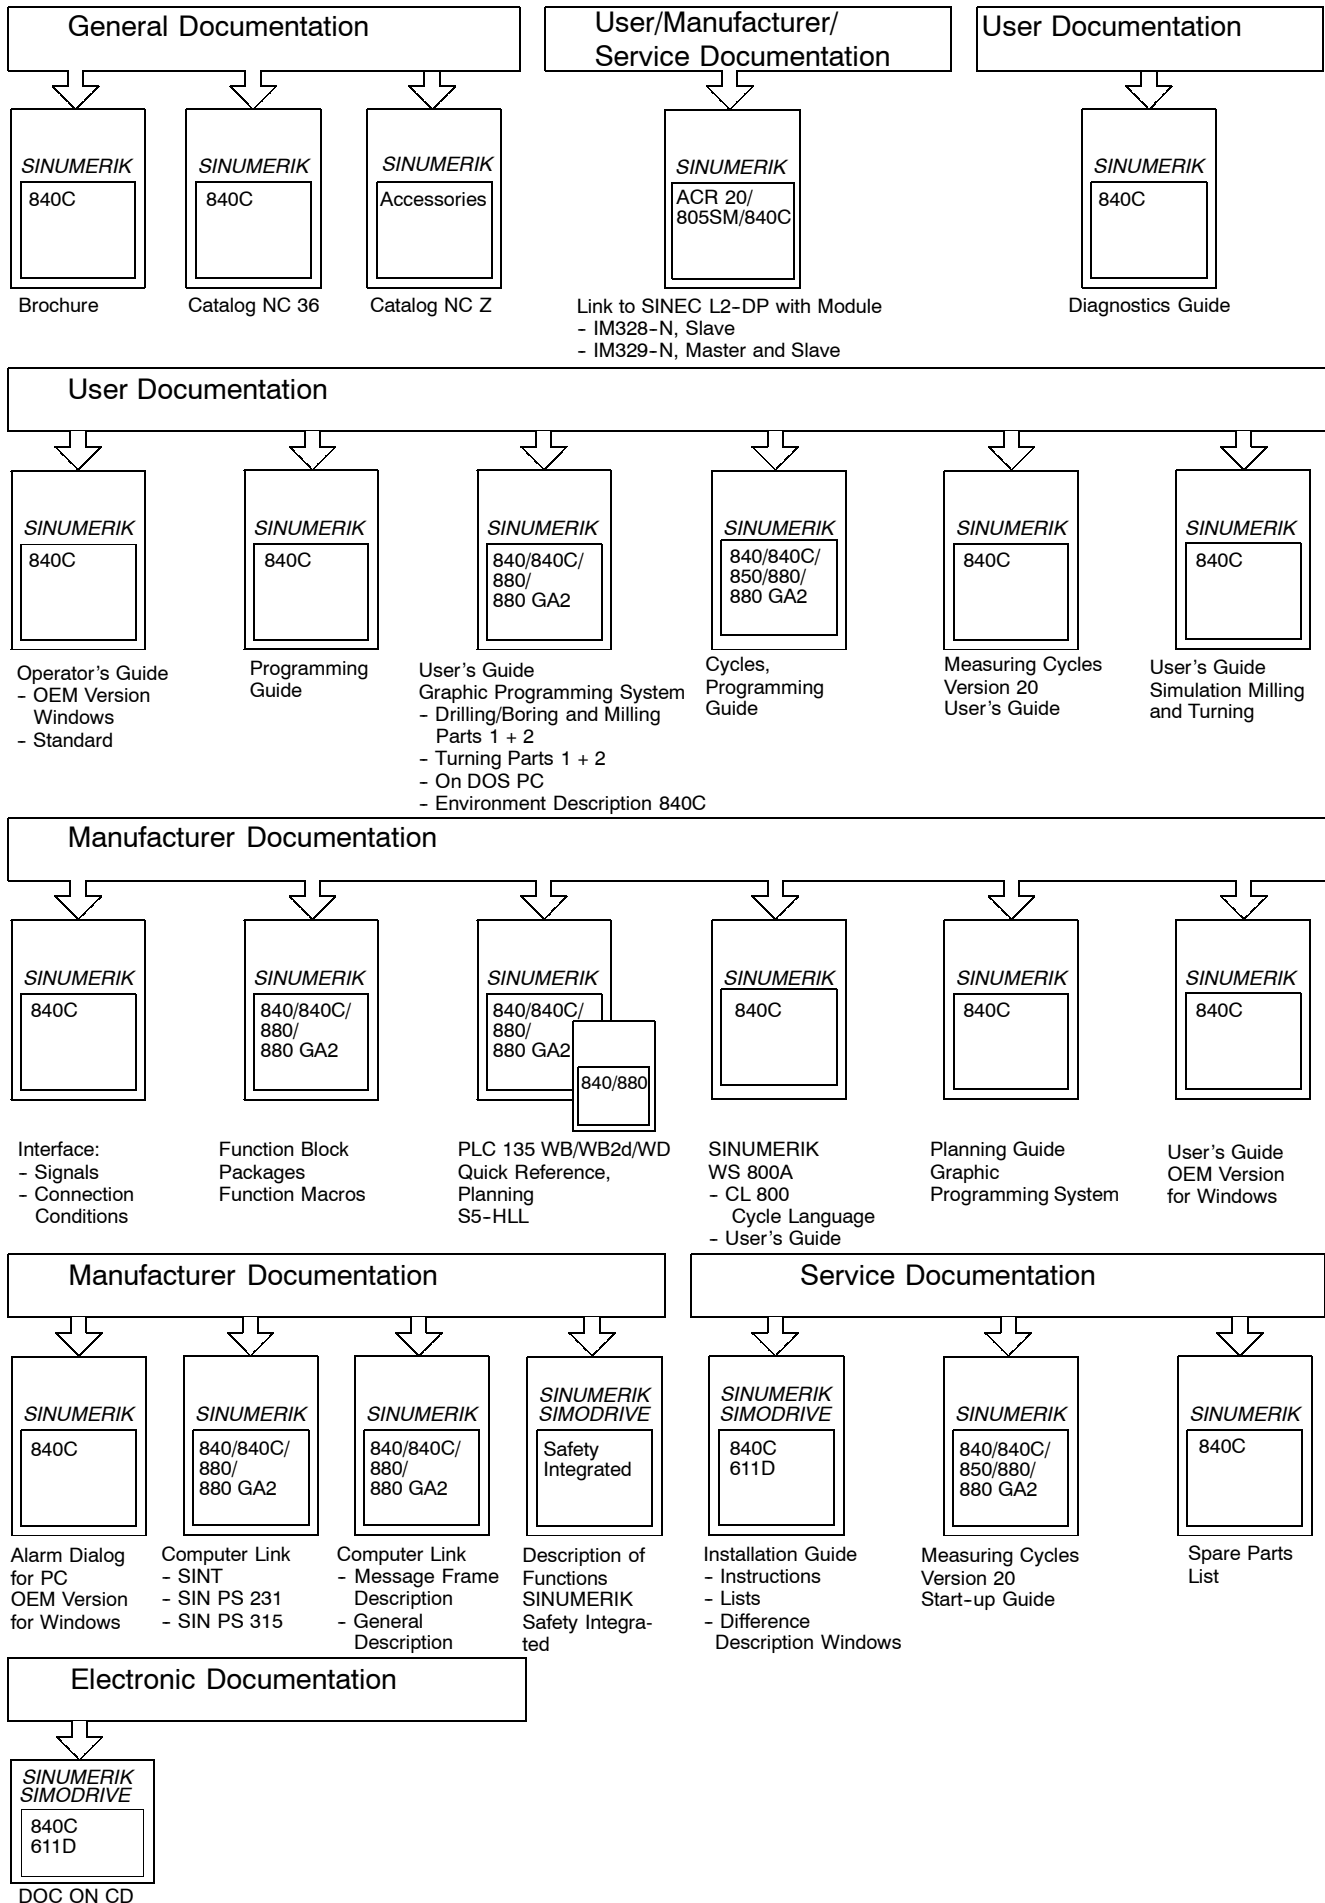 General Documentation
SINUMERIK
840C
Brochure
SINUMERIK
840C
Catalog NC 36
SINUMERIK
Accessories
Catalog NC Z
User/Manufacturer/
Service Documentation
SINUMERIK
ACR 20/
805SM/840C
Link to SINEC L2-DP with Module
- IM328-N, Slave
- IM329-N, Master and Slave
User Documentation
SINUMERIK
840C
Diagnostics Guide
User Documentation
SINUMERIK
840C
Operator's Guide
- OEM Version
Windows
- Standard
SINUMERIK
840C
Programming
Guide
SINUMERIK
840/840C/
880/
880 GA2
User's Guide
Graphic Programming System
- Drilling/Boring and Milling
Parts 1 + 2
- Turning Parts 1 + 2
- On DOS PC
- Environment Description 840C
SINUMERIK
840/840C/
850/880/
880 GA2
Cycles,
Programming
Guide
SINUMERIK
840C
Measuring Cycles
Version 20
User's Guide
SINUMERIK
840C
User's Guide
Simulation Milling
and Turning
Manufacturer Documentation
SINUMERIK
840C
Interface:
- Signals
- Connection
Conditions
SINUMERIK
840/840C/
880/
880 GA2
Function Block
Packages
Function Macros
SINUMERIK
840/840C/
880/
880 GA2
840/880
PLC 135 WB/WB2d/WD
Quick Reference,
Planning
S5-HLL
SINUMERIK
840C
SINUMERIK
WS 800A
- CL 800
Cycle Language
- User's Guide
SINUMERIK
840C
Planning Guide
Graphic
Programming System
SINUMERIK
840C
User's Guide
OEM Version
for Windows
Manufacturer Documentation
SINUMERIK
840C
Alarm Dialog
for PC
OEM Version
for Windows
SINUMERIK
840/840C/
880/
880 GA2
Computer Link
- SINT
- SIN PS 231
- SIN PS 315
SINUMERIK
840/840C/
880/
880 GA2
Computer Link
- Message Frame
Description
- General
Description
SINUMERIK
SIMODRIVE
Safety
Integrated
Description of
Functions
SINUMERIK
Safety Integra-
ted
Service Documentation
SINUMERIK
SIMODRIVE
840C
611D
Installation Guide
- Instructions
- Lists
- Difference
Description Windows
SINUMERIK
840/840C/
850/880/
880 GA2
Measuring Cycles
Version 20
Start-up Guide
SINUMERIK
840C
Spare Parts
List
Electronic Documentation
SINUMERIK
SIMODRIVE
840C
611D
DOC ON CD